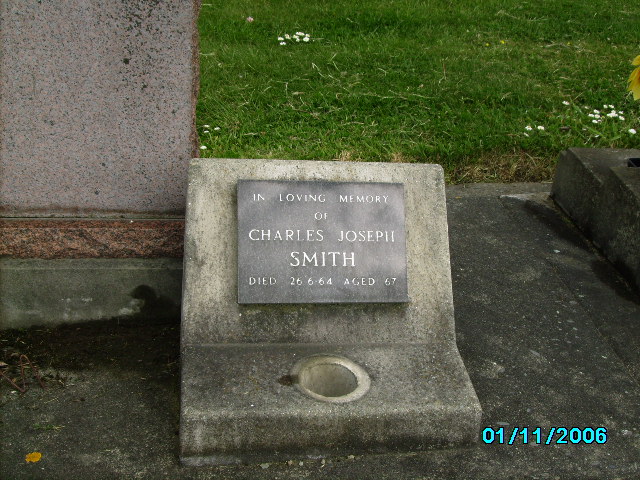 IN LOVING MEMORY
OF
CHARLES JOSEPH
SMITH
DIED 26·6·64 AGED 67
01/11/2006